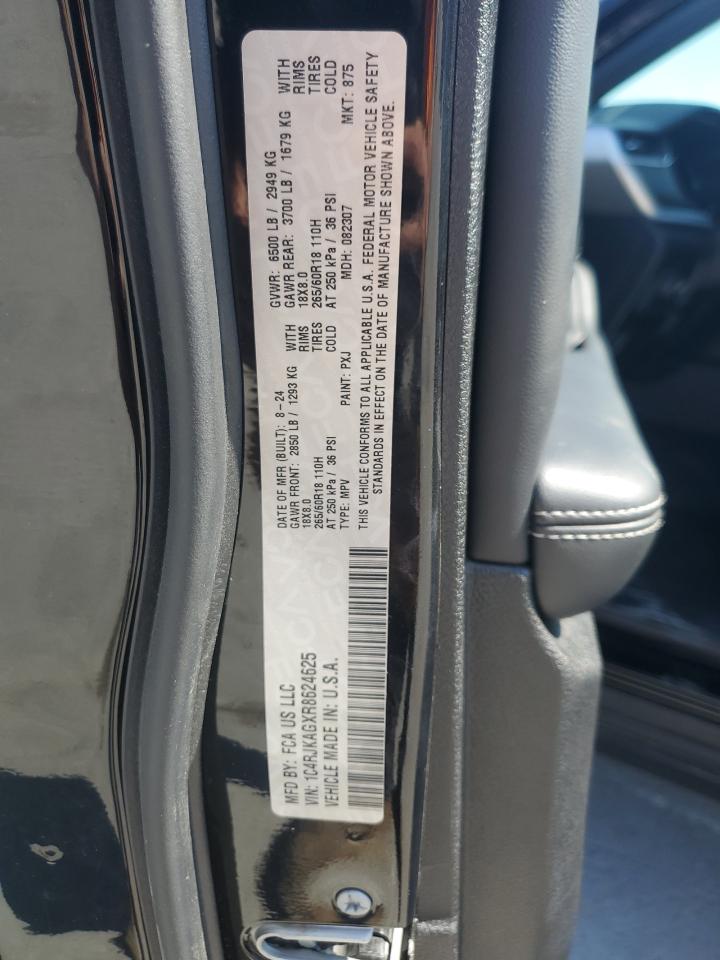 MFD BY: FCA US LLC
VIN: 1C4RJKAGXR8624625
VEHICLE MADE IN: U.S.A.
DATE OF MFR (BUILT): 8-24 GVWR: 6500 LB / 2949 KG
GAWR FRONT: 2850 LB / 1293 KG WITH GAWR REAR: 3700 LB / 1679 KG WITH
18X8.0 RIMS 18X8.0 RIMS
265/60R18 110H TIRES 265/60R18 110H TIRES
AT 250 kPa / 36 PSI COLD AT 250 kPa / 36 PSI COLD
TYPE: MPV PAINT: PXJ MDH: 082307 MKT: 875
THIS VEHICLE CONFORMS TO ALL APPLICABLE U.S.A. FEDERAL MOTOR VEHICLE SAFETY
STANDARDS IN EFFECT ON THE DATE OF MANUFACTURE SHOWN ABOVE.